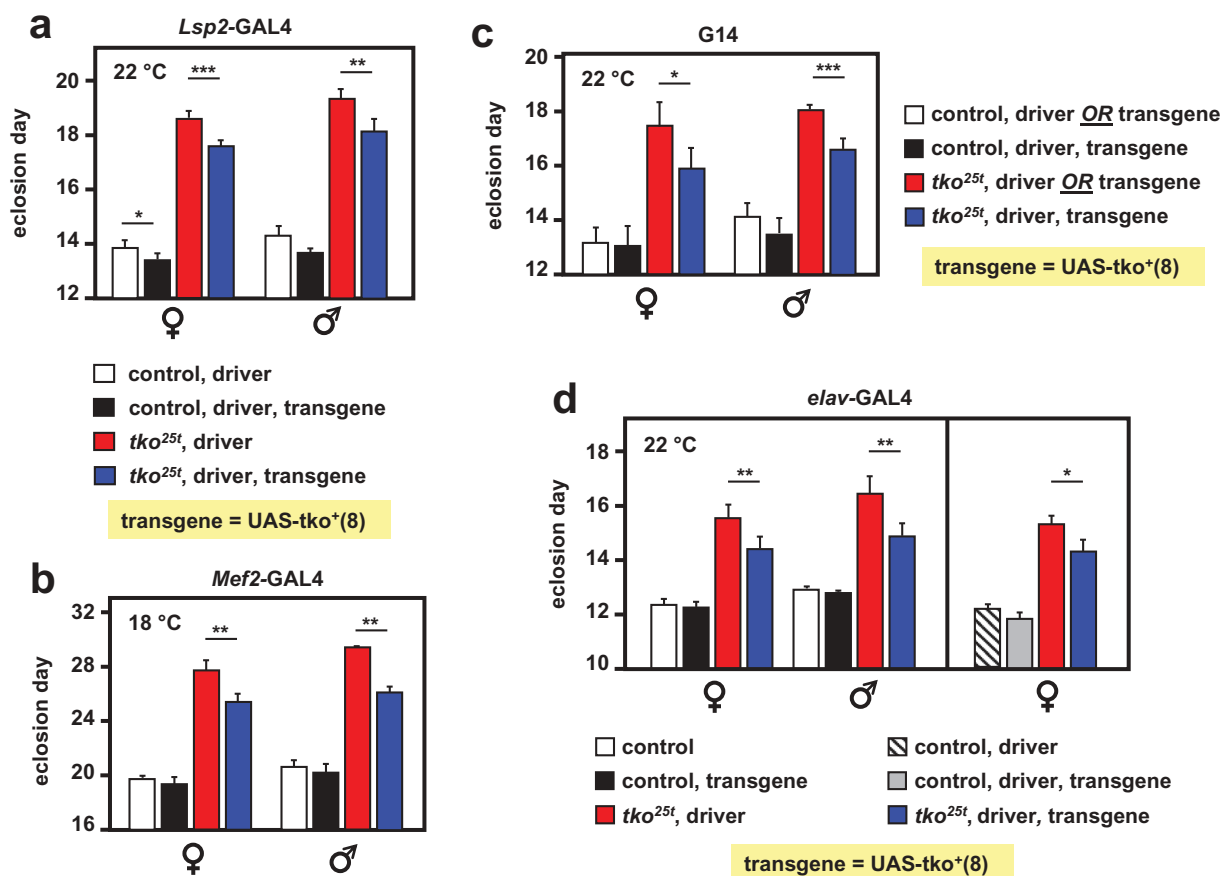 a
Lsp2-GAL4
22 °C
eclosion day
20
18
16
14
12
*
***
**
♀
♂
control, driver
control, driver, transgene
tko25t, driver
tko25t, driver, transgene
transgene = UAS-tko+(8)
b
Mef2-GAL4
18 °C
eclosion day
32
28
24
20
16
**
**
♀
♂
c
G14
22 °C
eclosion day
20
18
16
14
12
*
***
♀
♂
control, driver OR transgene
control, driver, transgene
tko25t, driver OR transgene
tko25t, driver, transgene
transgene = UAS-tko+(8)
d
elav-GAL4
22 °C
eclosion day
18
16
14
12
10
**
**
*
♀
♂
♀
control
control, transgene
tko25t, driver
control, driver
control, driver, transgene
tko25t, driver, transgene
transgene = UAS-tko+(8)